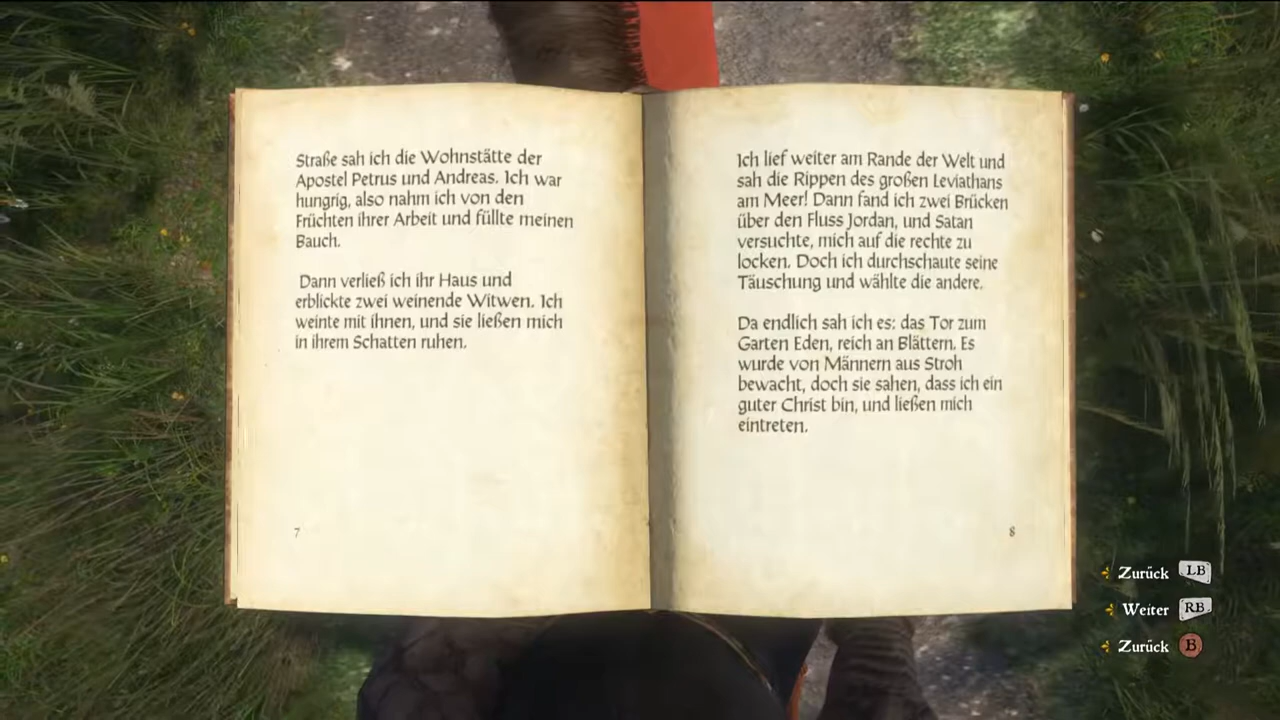 Straße sah ich die Wohnstätte der
Apostel Petrus und Andreas. Ich war
hungrig, also nahm ich von den
Früchten ihrer Arbeit und füllte meinen
Bauch.
Dann verließ ich ihr Haus und
erblickte zwei weinende Witwen. Ich
weinte mit ihnen, und sie ließen mich
in ihrem Schatten ruhen.
7
Ich lief weiter am Rande der Welt und
sah die Rippen des großen Leviathans
am Meer! Dann fand ich zwei Brücken
über den Fluss Jordan, und Satan
versuchte, mich auf die rechte zu
locken. Doch ich durchschaute seine
Täuschung und wählte die andere.
Da endlich sah ich es: das Tor zum
Garten Eden, reich an Blättern. Es
wurde von Männern aus Stroh
bewacht, doch sie sahen, dass ich ein
guter Christ bin, und ließen mich
eintreten.
8
Zurück LB
Weiter RB
Zurück B